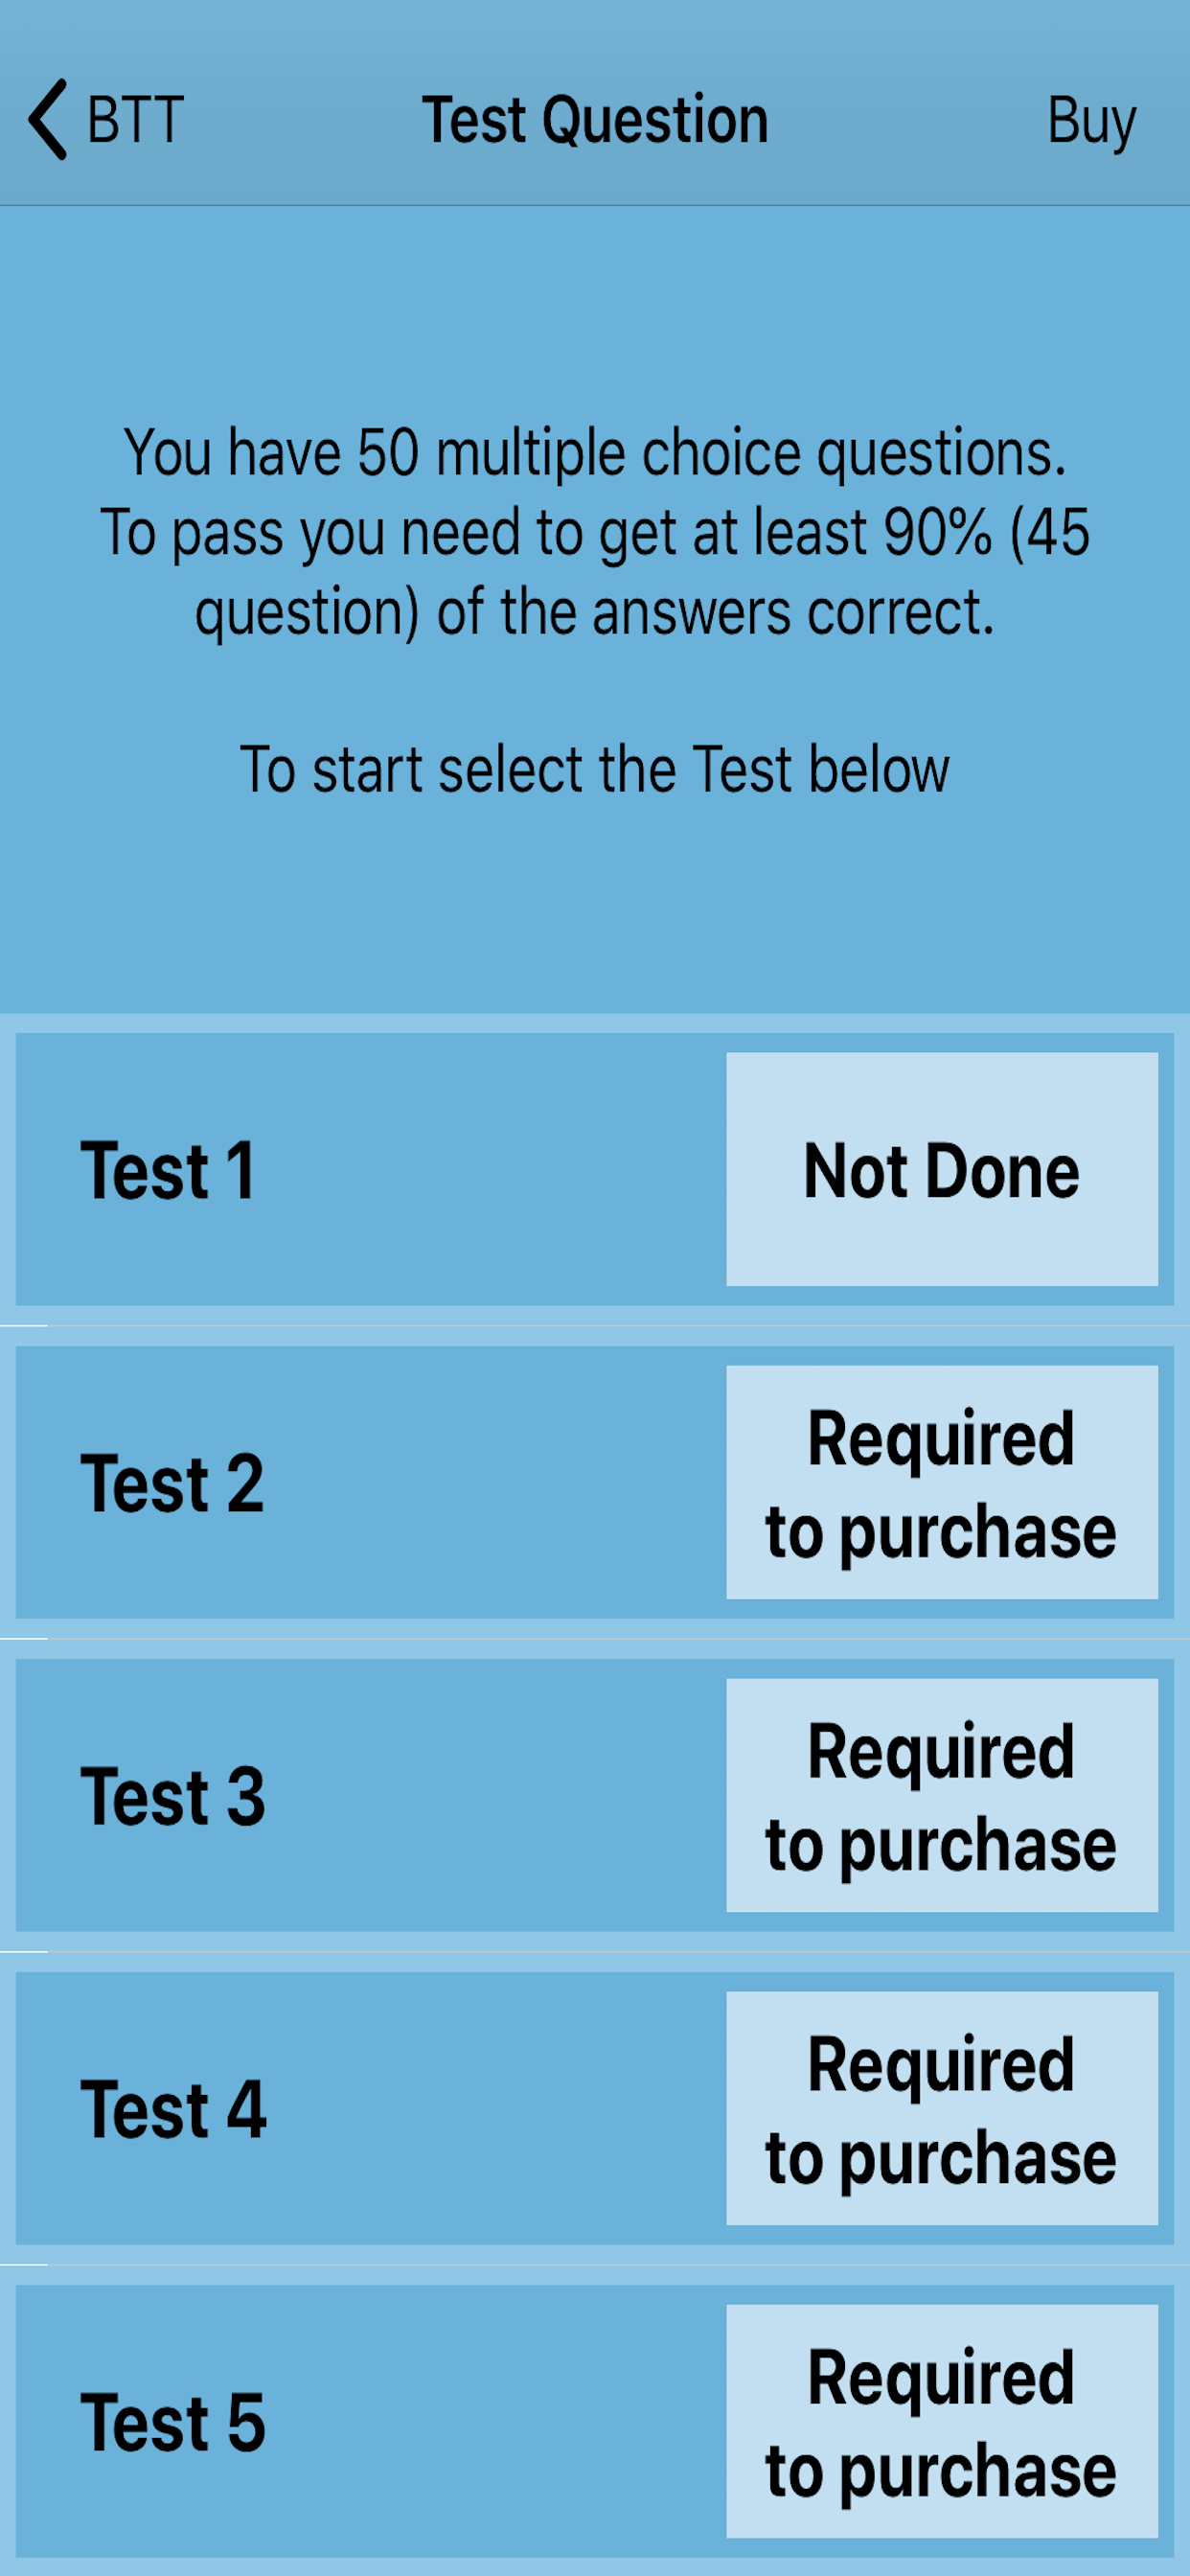 BTT
Test Question
Buy
You have 50 multiple choice questions.
To pass you need to get at least 90% (45
question) of the answers correct.
To start select the Test below
Test 1
Not Done
Test 2
Required
to purchase
Test 3
Required
to purchase
Test 4
Required
to purchase
Test 5
Required
to purchase